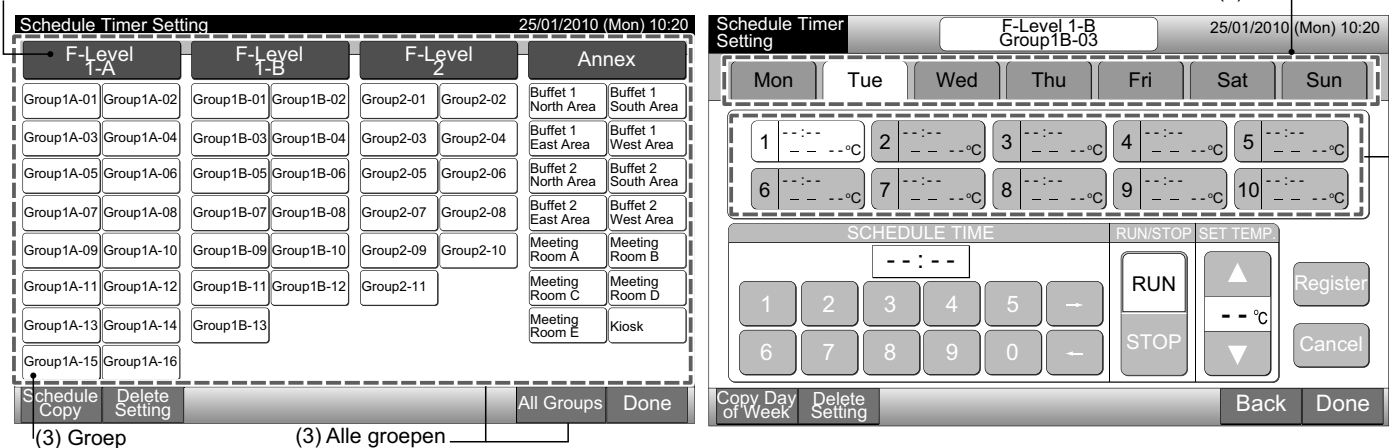 Schedule Timer Setting 25/01/2010 (Mon) 10:20
F-Level 1-A F-Level 1-B F-Level 2 Annex
Group1A-01 Group1A-02 Group1B-01 Group1B-02 Group2-01 Group2-02 Buffet 1 North Area Buffet 1 South Area
Group1A-03 Group1A-04 Group1B-03 Group1B-04 Group2-03 Group2-04 Buffet 1 East Area Buffet 1 West Area
Group1A-05 Group1A-06 Group1B-05 Group1B-06 Group2-05 Group2-06 Buffet 2 North Area Buffet 2 South Area
Group1A-07 Group1A-08 Group1B-07 Group1B-08 Group2-07 Group2-08 Buffet 2 East Area Buffet 2 West Area
Group1A-09 Group1A-10 Group1B-09 Group1B-10 Group2-09 Group2-10 Meeting Room A Meeting Room B
Group1A-11 Group1A-12 Group1B-11 Group1B-12 Group2-11 Meeting Room C Meeting Room D
Group1A-13 Group1A-14 Group1B-13 Meeting Room E Kiosk
Group1A-15 Group1A-16
Schedule Copy Delete Setting All Groups Done
(3) Groep (3) Alle groepen
Schedule Timer Setting F-Level 1-B Group1B-03 25/01/2010 (Mon) 10:20
Mon Tue Wed Thu Fri Sat Sun
1 --:-- -- --°C 2 --:-- -- --°C 3 --:-- -- --°C 4 --:-- -- --°C 5 --:-- -- --°C
6 --:-- -- --°C 7 --:-- -- --°C 8 --:-- -- --°C 9 --:-- -- --°C 10 --:-- -- --°C
SCHEDULE TIME RUN/STOP SET TEMP.
--:--
1 2 3 4 5 → RUN ▲ Register
-- °C
6 7 8 9 0 ← STOP ▼ Cancel
Copy Day of Week Delete Setting Back Done